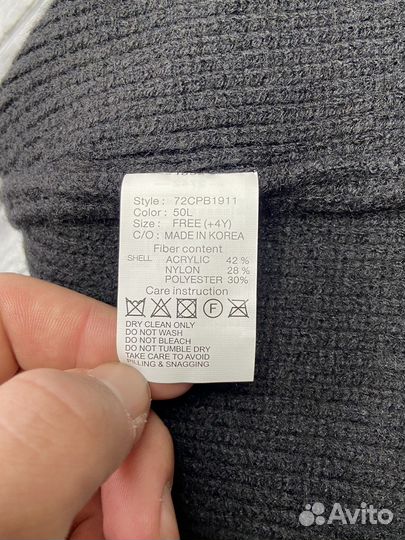 Style : 72CPB1911
Color : 50L
Size : FREE (+4Y)
C/O : MADE IN KOREA
Fiber content
SHELL ACRYLIC 42 %
NYLON 28 %
POLYESTER 30%
Care instruction
F
DRY CLEAN ONLY
DO NOT WASH
DO NOT BLEACH
DO NOT TUMBLE DRY
TAKE CARE TO AVOID
PILLING & SNAGGING
Avito